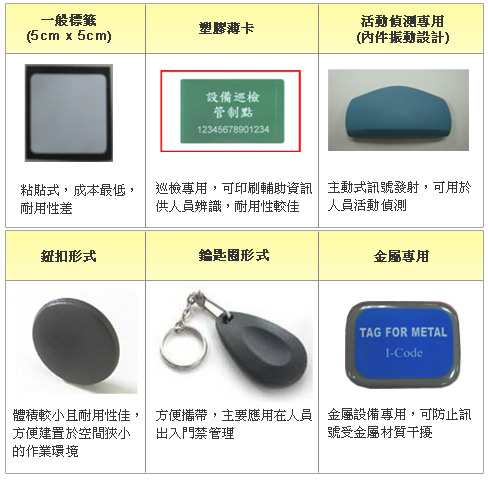 一般標籤
(5cm x 5cm)
塑膠薄卡
活動偵測專用
(內件振動設計)
設備巡檢
管制點
12345678901234
粘貼式，成本最低，
耐用性差
巡檢專用，可印刷輔助資訊
供人員辨識，耐用性較佳
主動式訊號發射，可用於
人員活動偵測
鈕扣形式
鑰匙圈形式
金屬專用
TAG FOR METAL
I-Code
體積較小且耐用性佳，
方便建置於空間狹小
的作業環境
方便攜帶，主要應用在人員
出入門禁管理
金屬設備專用，可防止訊
號受金屬材質干擾